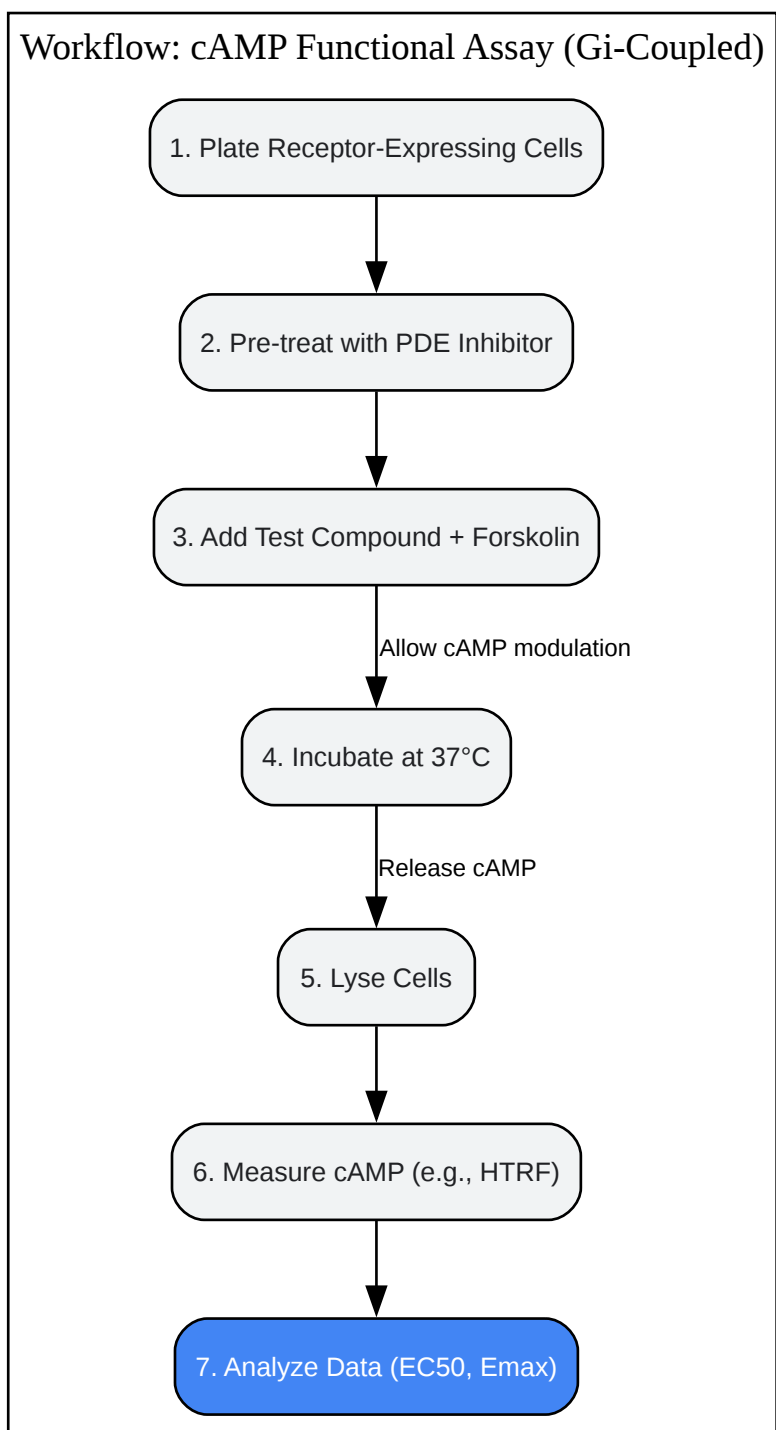 Workflow: cAMP Functional Assay (Gi-Coupled)
1. Plate Receptor-Expressing Cells
2. Pre-treat with PDE Inhibitor
3. Add Test Compound + Forskolin
Allow cAMP modulation
4. Incubate at 37°C
Release cAMP
5. Lyse Cells
6. Measure cAMP (e.g., HTRF)
7. Analyze Data (EC50, Emax)